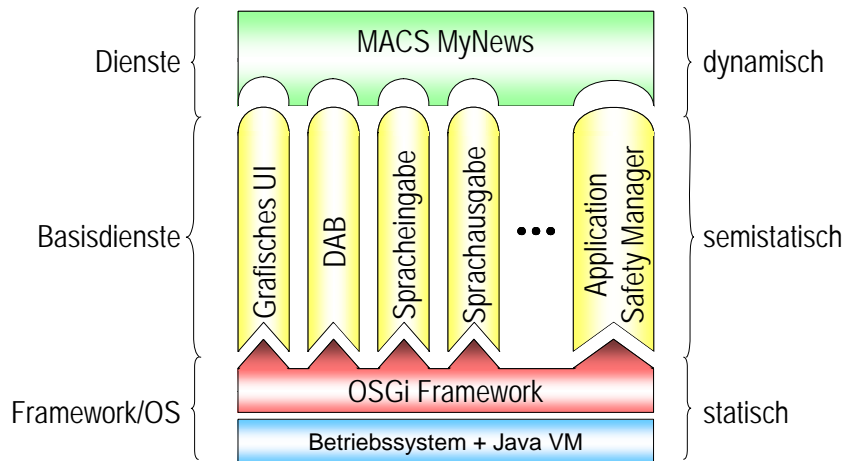 MACS MyNews
Dienste
dynamisch
Basisdienste
Grafisches UI
DAB
Spracheingabe
Sprachausgabe
•••
Application
Safety Manager
semistatisch
OSGi Framework
Framework/OS
statisch
Betriebssystem + Java VM